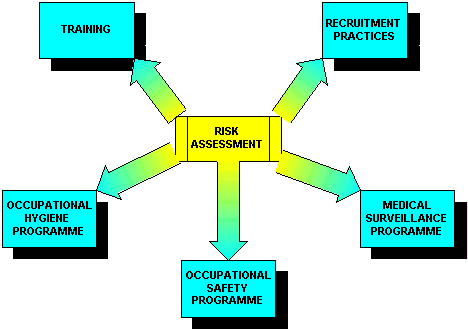 TRAINING
RECRUITMENT
PRACTICES
RISK
ASSESSMENT
OCCUPATIONAL
HYGIENE
PROGRAMME
MEDICAL
SURVEILLANCE
PROGRAMME
OCCUPATIONAL
SAFETY
PROGRAMME